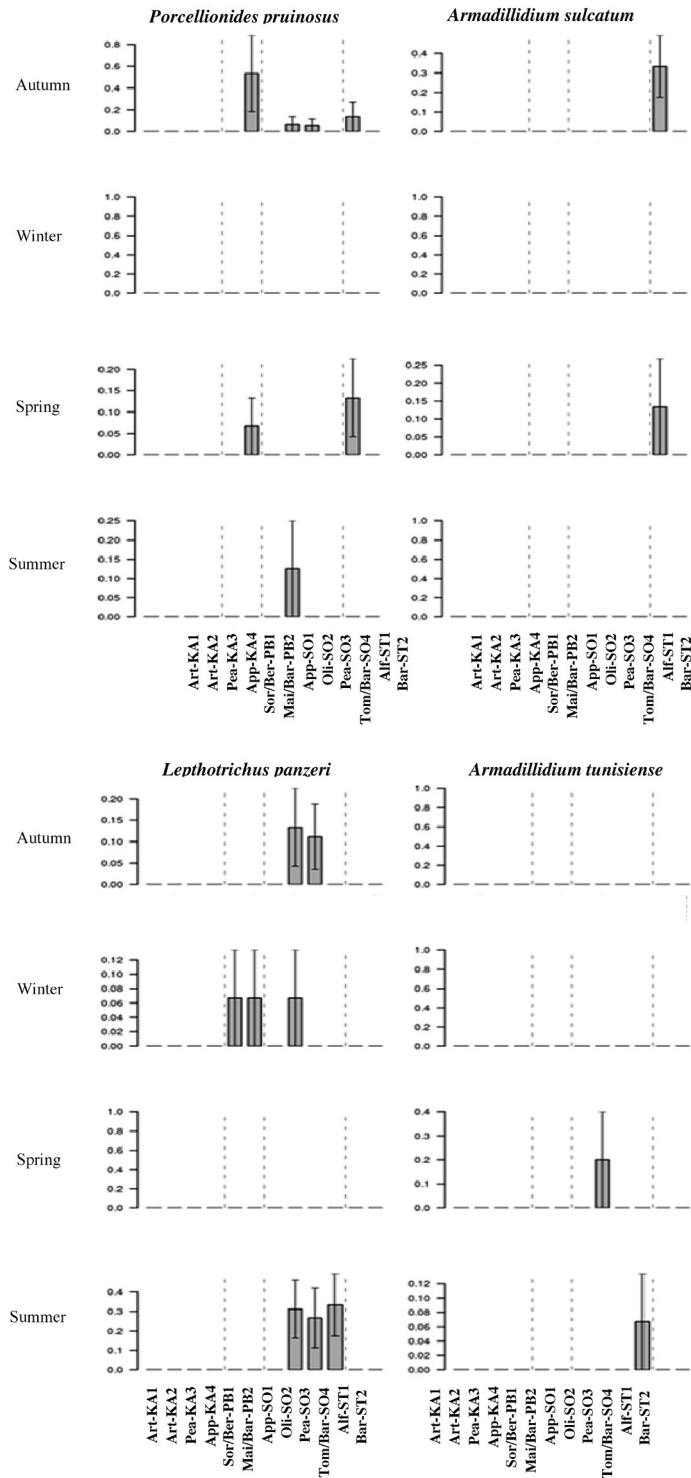 Porcellionides pruinosus
Armadillidium sulcatum
Autumn
0.8
0.6
0.4
0.2
0.0
0.4
0.3
0.2
0.1
0.0
Winter
1.0
0.8
0.6
0.4
0.2
0.0
1.0
0.8
0.6
0.4
0.2
0.0
Spring
0.20
0.15
0.10
0.05
0.00
0.25
0.20
0.15
0.10
0.05
0.00
Summer
0.25
0.20
0.15
0.10
0.05
0.00
1.0
0.8
0.6
0.4
0.2
0.0
Art-KA1
Art-KA2
Pea-KA3
App-KA4
Sor/Ber-PB1
Mai/Bar-PB2
App-SO1
Oli-SO2
Pea-SO3
Tom/Bar-SO4
Alf-ST1
Bar-ST2
Art-KA1
Art-KA2
Pea-KA3
App-KA4
Sor/Ber-PB1
Mai/Bar-PB2
App-SO1
Oli-SO2
Pea-SO3
Tom/Bar-SO4
Alf-ST1
Bar-ST2
Lepthotrichus panzeri
Armadillidium tunisiense
Autumn
0.20
0.15
0.10
0.05
0.00
1.0
0.8
0.6
0.4
0.2
0.0
Winter
0.12
0.10
0.08
0.06
0.04
0.02
0.00
1.0
0.8
0.6
0.4
0.2
0.0
Spring
1.0
0.8
0.6
0.4
0.2
0.0
0.4
0.3
0.2
0.1
0.0
Summer
0.4
0.3
0.2
0.1
0.0
0.12
0.10
0.08
0.06
0.04
0.02
0.00
Art-KA1
Art-KA2
Pea-KA3
App-KA4
Sor/Ber-PB1
Mai/Bar-PB2
App-SO1
Oli-SO2
Pea-SO3
Tom/Bar-SO4
Alf-ST1
Bar-ST2
Art-KA1
Art-KA2
Pea-KA3
App-KA4
Sor/Ber-PB1
Mai/Bar-PB2
App-SO1
Oli-SO2
Pea-SO3
Tom/Bar-SO4
Alf-ST1
Bar-ST2